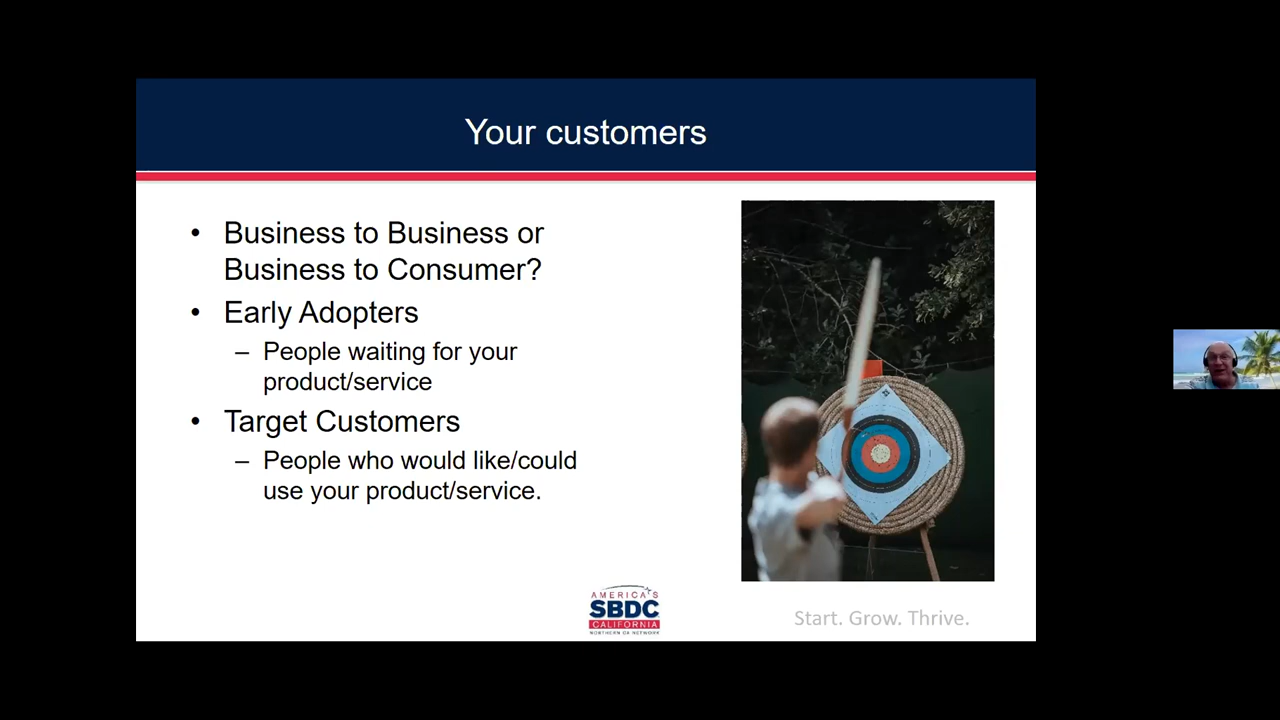 Your customers
• Business to Business or
Business to Consumer?
• Early Adopters
– People waiting for your
product/service
• Target Customers
– People who would like/could
use your product/service.
AMERICA'S
SBDC
CALIFORNIA
NORTHERN CA NETWORK
Start. Grow. Thrive.